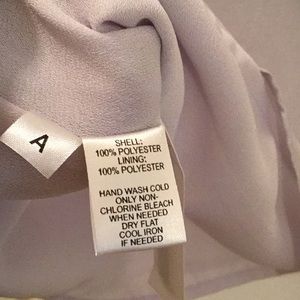 A
SHELL:
100% POLYESTER
LINING:
100% POLYESTER
HAND WASH COLD
ONLY NON-
CHLORINE BLEACH
WHEN NEEDED
DRY FLAT
COOL IRON
IF NEEDED